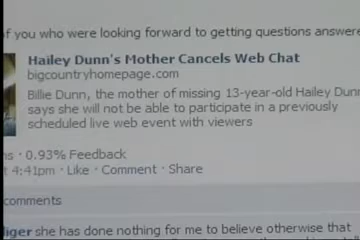 of you who were looking forward to getting questions answere
Hailey Dunn's Mother Cancels Web Chat
bigcountryhomepage.com
Billie Dunn, the mother of missing 13-year-old Hailey Dunn
says she will not be able to participate in a previously
scheduled live web event with viewers
ns · 0.93% Feedback
t 4:41pm · Like · Comment · Share
comments
liger she has done nothing for me to believe otherwise that